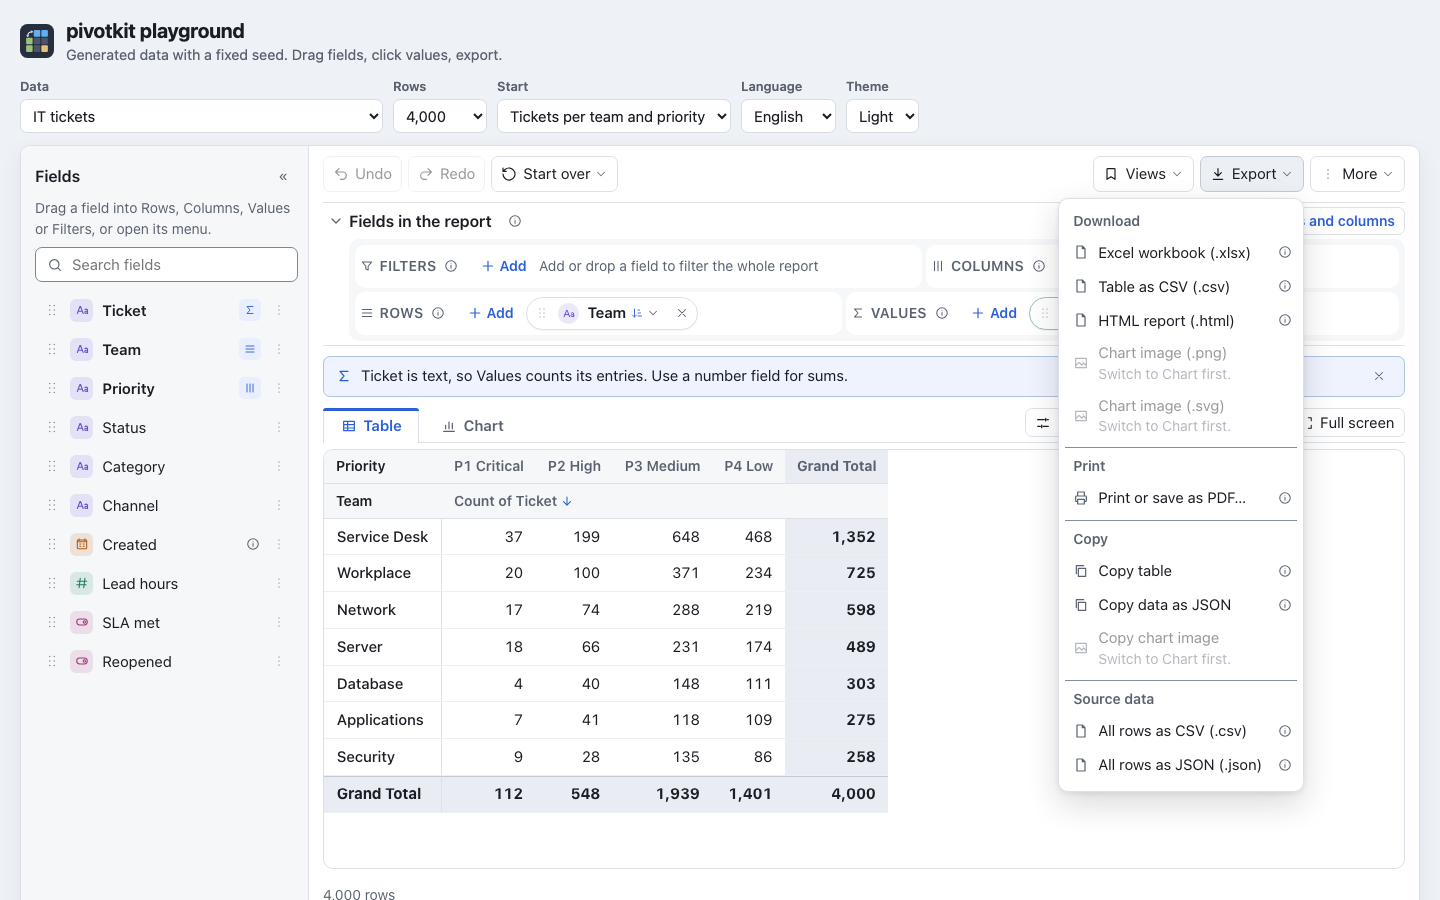 pivotkit playground
Generated data with a fixed seed. Drag fields, click values, export.
Data
Rows
Start
Language
Theme
IT tickets
4,000
Tickets per team and priority
English
Light
Fields
«
Drag a field into Rows, Columns, Values
or Filters, or open its menu.
Search fields
Aa Ticket Σ
Aa Team
Aa Priority
Aa Status
Aa Category
Aa Channel
Created
# Lead hours
SLA met
Reopened
Undo
Redo
Start over
Views
Export
More
Fields in the report
and columns
FILTERS
+ Add
Add or drop a field to filter the whole report
COLUMNS
ROWS
+ Add
Aa Team
Σ VALUES
+ Add
Σ Ticket is text, so Values counts its entries. Use a number field for sums.
Table
Chart
Full screen
Priority P1 Critical P2 High P3 Medium P4 Low Grand Total
Team Count of Ticket ↓
Service Desk 37 199 648 468 1,352
Workplace 20 100 371 234 725
Network 17 74 288 219 598
Server 18 66 231 174 489
Database 4 40 148 111 303
Applications 7 41 118 109 275
Security 9 28 135 86 258
Grand Total 112 548 1,939 1,401 4,000
4,000 rows
Download
Excel workbook (.xlsx)
Table as CSV (.csv)
HTML report (.html)
Chart image (.png)
Switch to Chart first.
Chart image (.svg)
Switch to Chart first.
Print
Print or save as PDF...
Copy
Copy table
Copy data as JSON
Copy chart image
Switch to Chart first.
Source data
All rows as CSV (.csv)
All rows as JSON (.json)